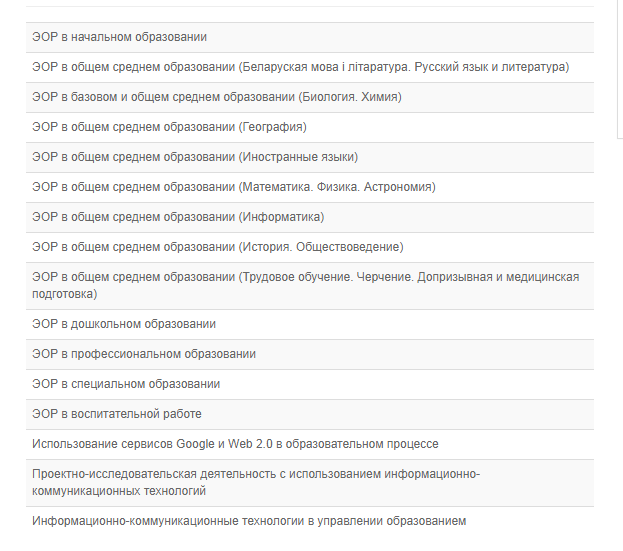 ЭОР в начальном образовании
ЭОР в общем среднем образовании (Беларуская мова і літаратура. Русский язык и литература)
ЭОР в базовом и общем среднем образовании (Биология. Химия)
ЭОР в общем среднем образовании (География)
ЭОР в общем среднем образовании (Иностранные языки)
ЭОР в общем среднем образовании (Математика. Физика. Астрономия)
ЭОР в общем среднем образовании (Информатика)
ЭОР в общем среднем образовании (История. Обществоведение)
ЭОР в общем среднем образовании (Трудовое обучение. Черчение. Допризывная и медицинская
подготовка)
ЭОР в дошкольном образовании
ЭОР в профессиональном образовании
ЭОР в специальном образовании
ЭОР в воспитательной работе
Использование сервисов Google и Web 2.0 в образовательном процессе
Проектно-исследовательская деятельность с использованием информационно-
коммуникационных технологий
Информационно-коммуникационные технологии в управлении образованием